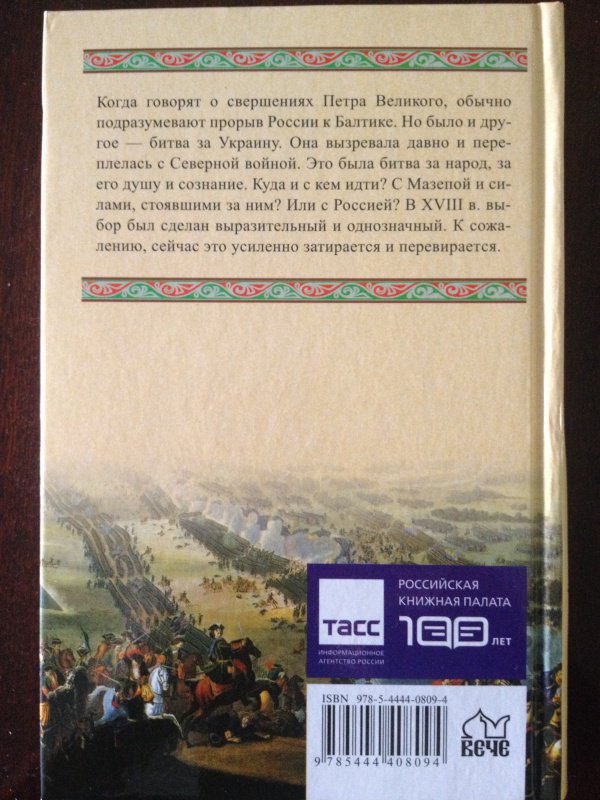 Когда говорят о свершениях Петра Великого, обычно
подразумевают прорыв России к Балтике. Но было и дру-
гое — битва за Украину. Она вызревала давно и пере-
плелась с Северной войной. Это была битва за народ, за
его душу и сознание. Куда и с кем идти? С Мазепой и си-
лами, стоявшими за ним? Или с Россией? В XVIII в. вы-
бор был сделан выразительный и однозначный. К сожа-
лению, сейчас это усиленно затирается и перевирается.
ТАСС
ИНФОРМАЦИОННОЕ
АГЕНТСТВО РОССИИ
РОССИЙСКАЯ
КНИЖНАЯ ПАЛАТА
100 ЛЕТ
ISBN 978-5-4444-0809-4
9 785444 408094
ВЕЧЕ